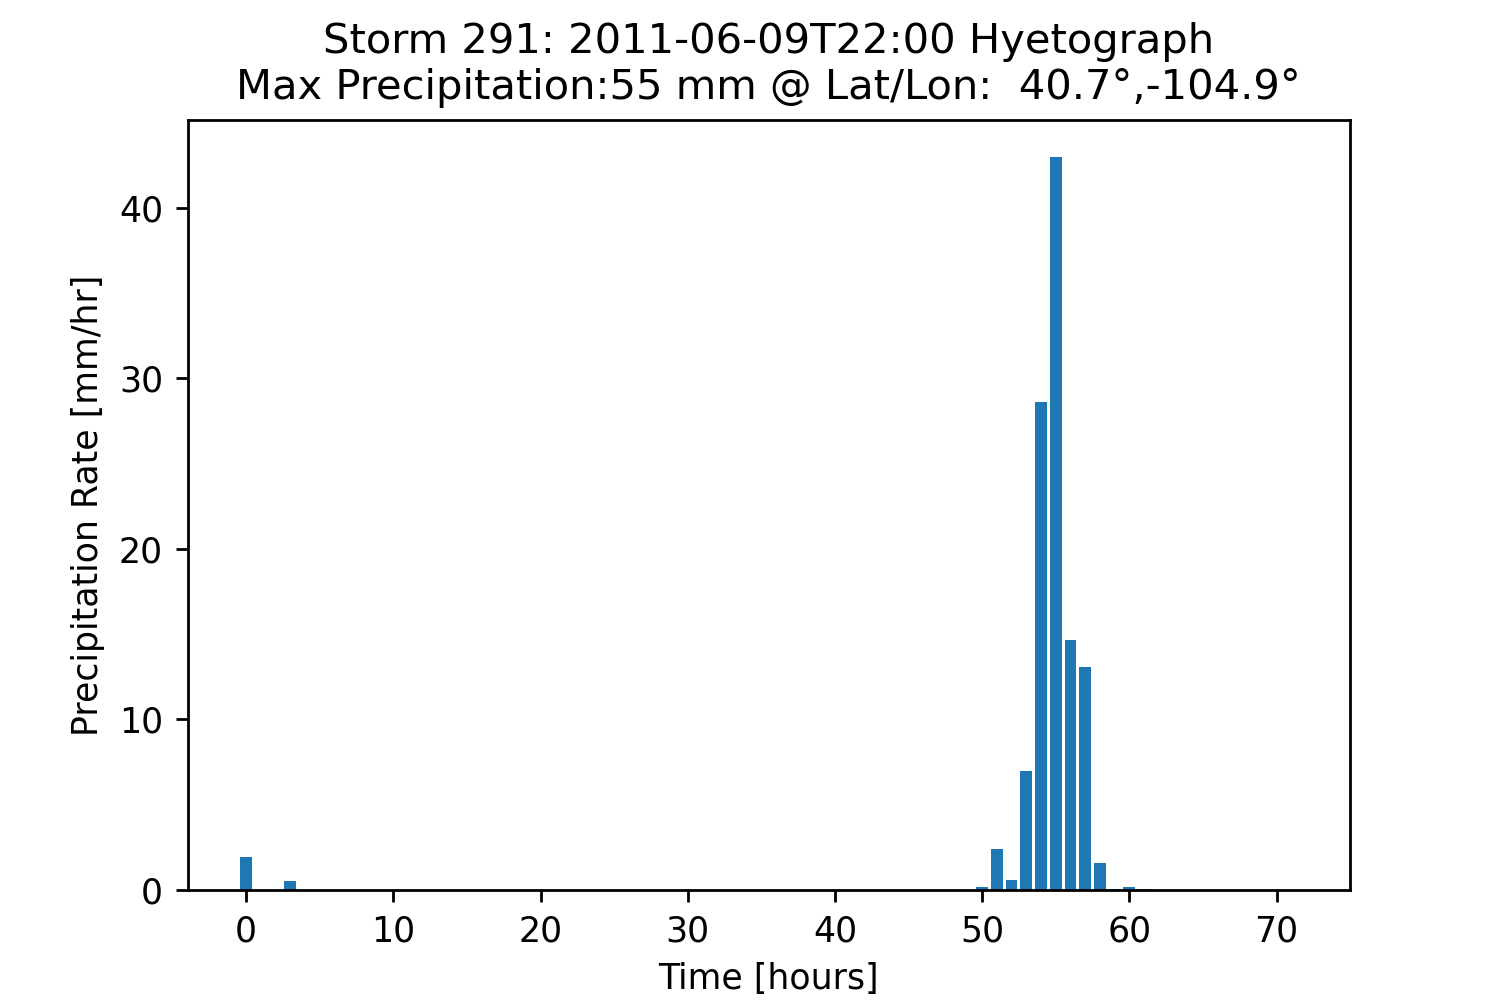 Storm 291: 2011-06-09T22:00 Hyetograph
Max Precipitation:55 mm @ Lat/Lon:  40.7°,-104.9°
Precipitation Rate [mm/hr]
40
30
20
10
0
0 10 20 30 40 50 60 70
Time [hours]